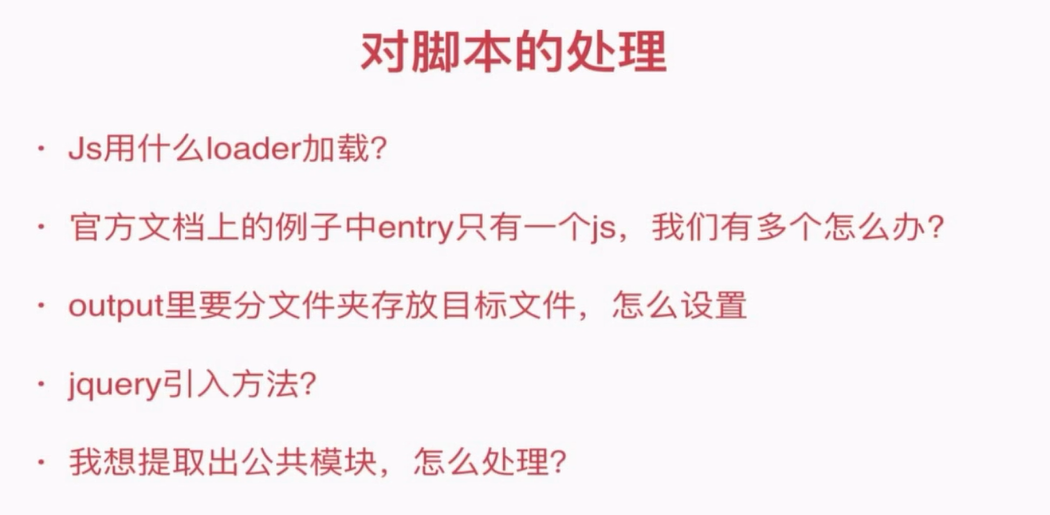 对脚本的处理
· Js用什么loader加载？
· 官方文档上的例子中entry只有一个js，我们有多个怎么办？
· output里要分文件夹存放目标文件，怎么设置
· jquery引入方法？
· 我想提取出公共模块，怎么处理？